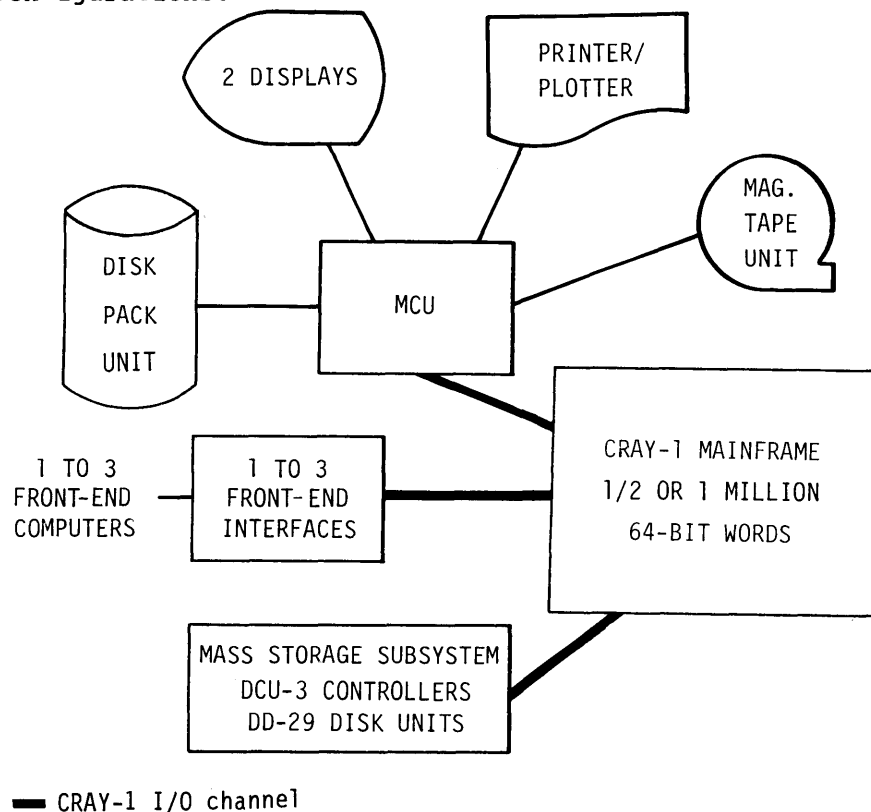 2 DISPLAYS
PRINTER/
PLOTTER
MAG.
TAPE
UNIT
DISK
PACK
UNIT
MCU
CRAY-1 MAINFRAME
1/2 OR 1 MILLION
64-BIT WORDS
1 TO 3
FRONT-END
COMPUTERS
1 TO 3
FRONT-END
INTERFACES
MASS STORAGE SUBSYSTEM
DCU-3 CONTROLLERS
DD-29 DISK UNITS
CRAY-1 I/O channel